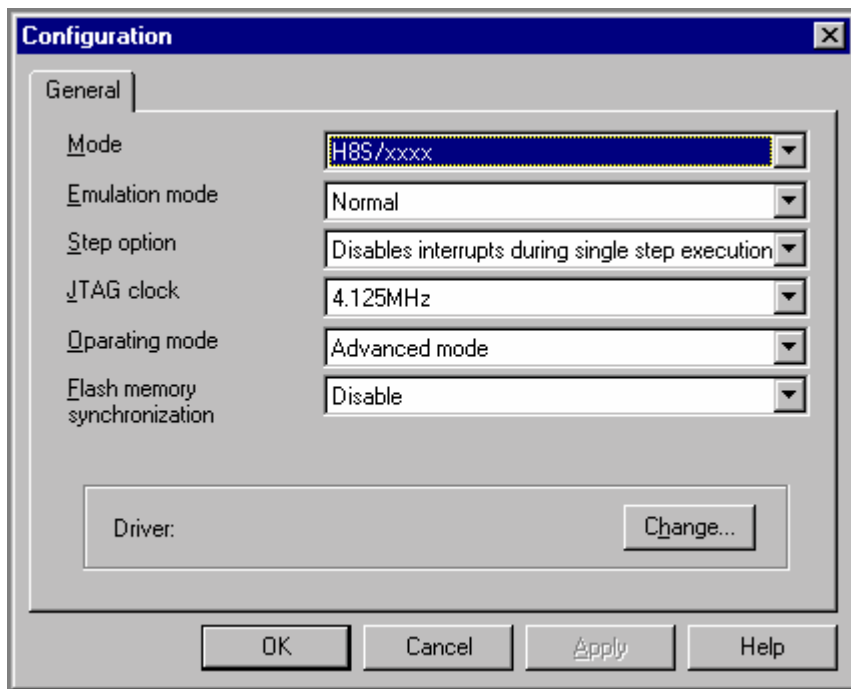 Configuration
General
Mode
H8S/xxxx
Emulation mode
Normal
Step option
Disables interrupts during single step execution
JTAG clock
4.125MHz
Oparating mode
Advanced mode
Flash memory
synchronization
Disable
Driver:
Change...
OK
Cancel
Apply
Help